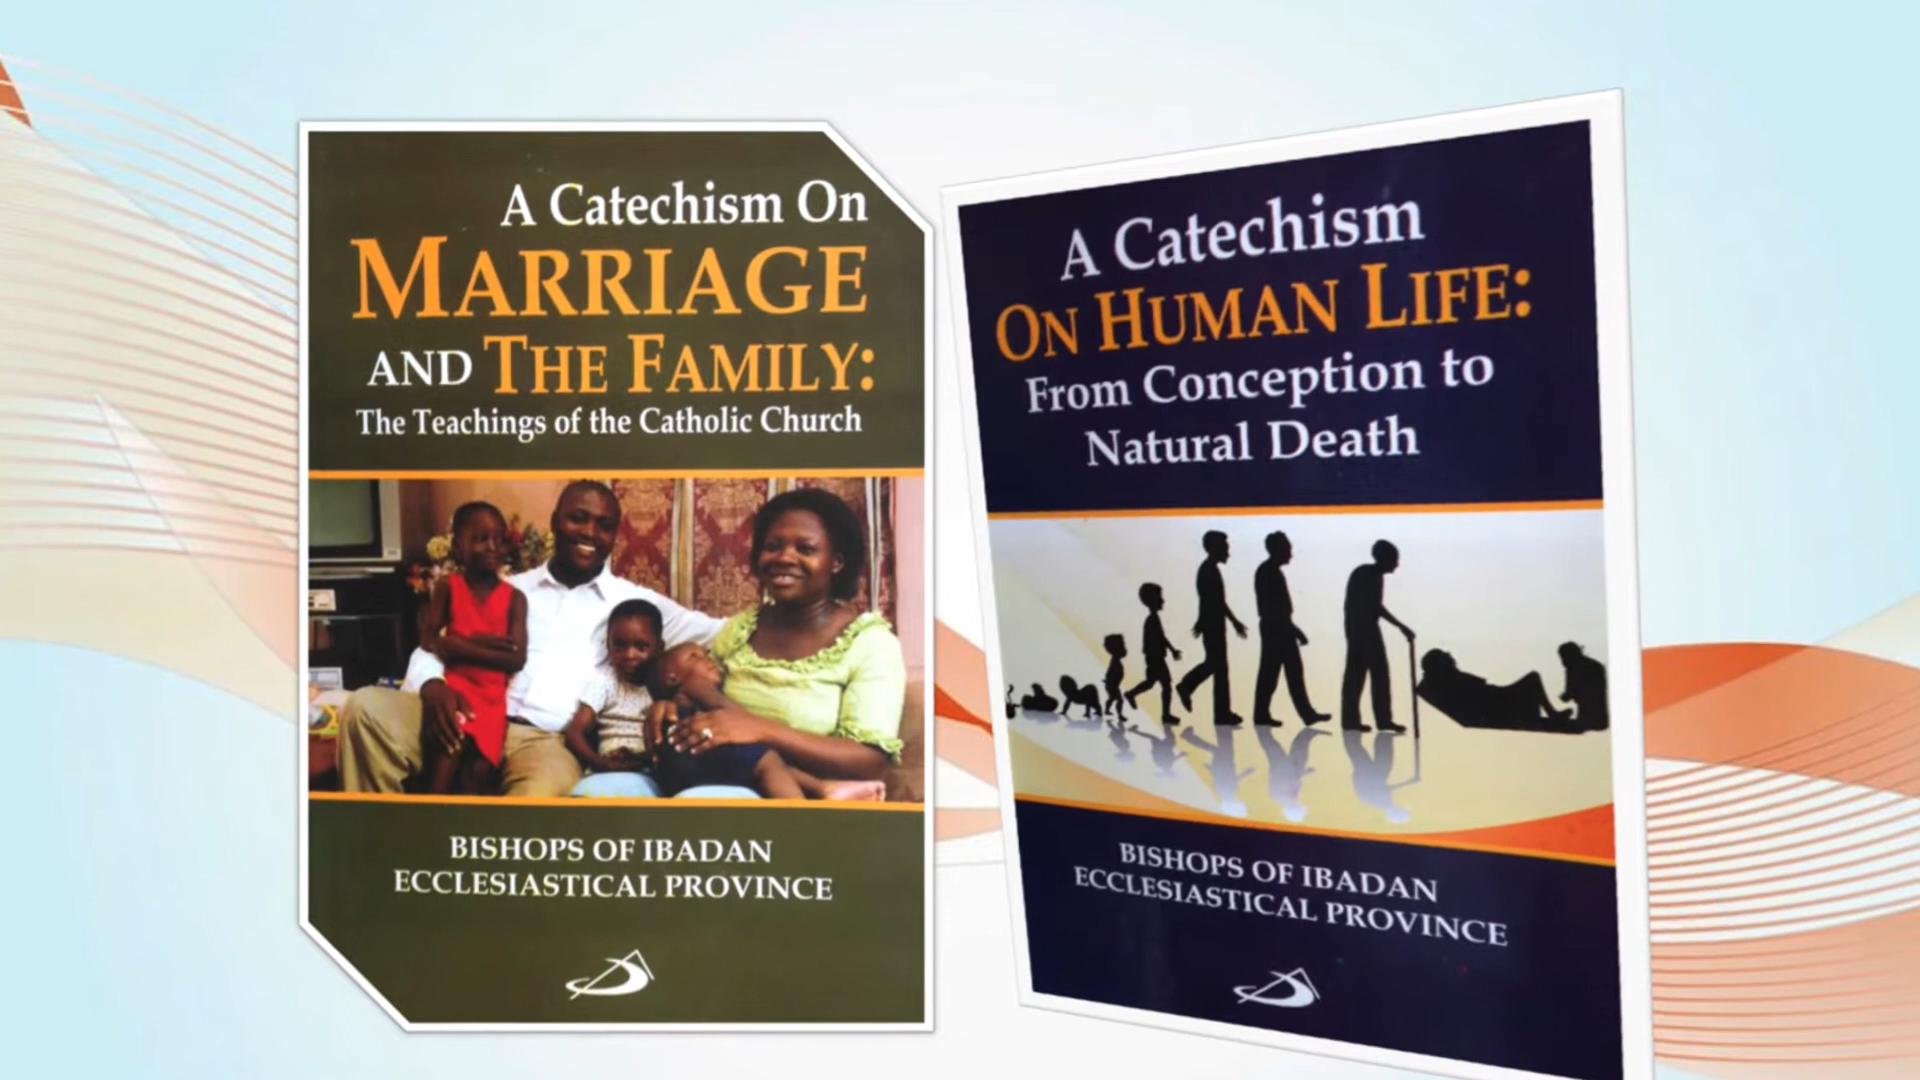 A Catechism On
MARRIAGE
AND THE FAMILY:
The Teachings of the Catholic Church
BISHOPS OF IBADAN
ECCLESIASTICAL PROVINCE
A Catechism
ON HUMAN LIFE:
From Conception to
Natural Death
BISHOPS OF IBADAN
ECCLESIASTICAL PROVINCE